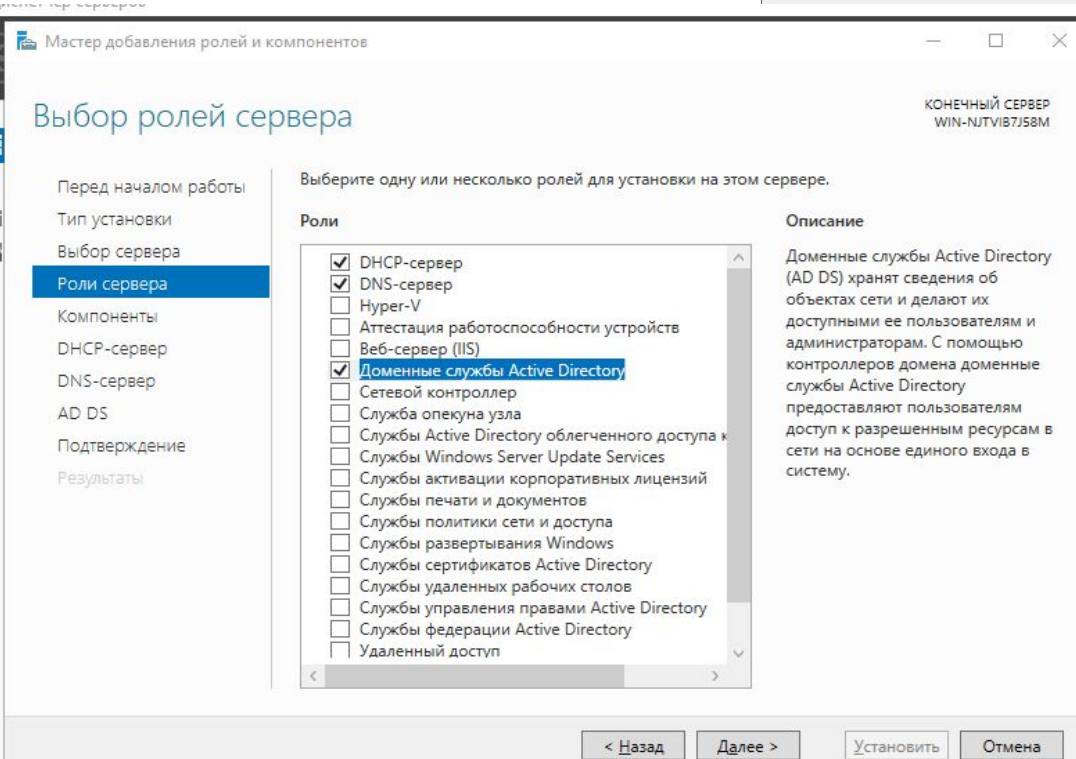 Мастер добавления ролей и компонентов
Выбор ролей сервера
КОНЕЧНЫЙ СЕРВЕР
WIN-NJTVIB7J58M
Перед началом работы
Тип установки
Выбор сервера
Роли сервера
Компоненты
DHCP-сервер
DNS-сервер
AD DS
Подтверждение
Результаты
Выберите одну или несколько ролей для установки на этом сервере.
Роли
DHCP-сервер
DNS-сервер
Hyper-V
Аттестация работоспособности устройств
Веб-сервер (IIS)
Доменные службы Active Directory
Сетевой контроллер
Служба опекуна узла
Службы Active Directory облегченного доступа к
Службы Windows Server Update Services
Службы активации корпоративных лицензий
Службы печати и документов
Службы политики сети и доступа
Службы развертывания Windows
Службы сертификатов Active Directory
Службы удаленных рабочих столов
Службы управления правами Active Directory
Службы федерации Active Directory
Удаленный доступ
Описание
Доменные службы Active Directory
(AD DS) хранят сведения об
объектах сети и делают их
доступными ее пользователям и
администраторам. С помощью
контроллеров домена доменные
службы Active Directory
предоставляют пользователям
доступ к разрешенным ресурсам в
сети на основе единого входа в
систему.
< Назад
Далее >
Установить
Отмена